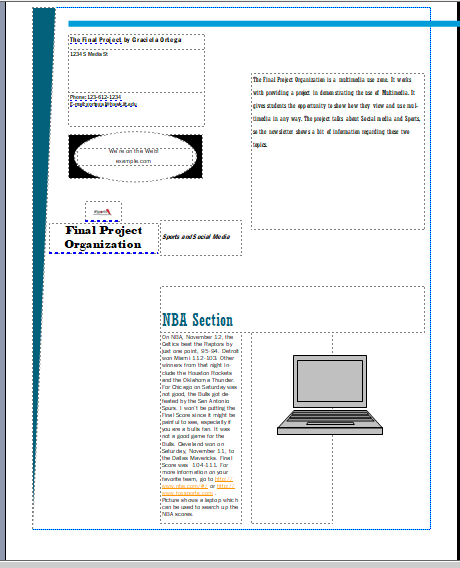 The Final Project by Graciela Ortega
1234 S Media St
Phone: 123-612-1234
We're on the Web!
example.com
The Final Project Organization is a multimedia use zone. It works
with providing a project in demonstrating the use of Multimedia. It
gives students the opportunity to show how they view and use mul-
timedia in any way. The project talks about Social media and Sports,
so the newsletter shows a bit of information regarding these two
topics.
Final Project
Organization
Sports and Social Media
NBA Section
On NBA, November 12, the
Celtics beat the Raptors by
just one point, 95-94. Detroit
won Miami 112-103. Other
winners from that night in-
clude the Houston Rockets
and the Oklahoma Thunder.
For Chicago on Saturday was
not good, the Bulls got de-
feated by the San Antonio
Spurs. I won't be putting the
Final Score since it might be
painful to see, especially if
you are a bulls fan. It was
not a good game for the
Bulls. Cleveland won on
Saturday, November 11, to
the Dallas Mavericks. Final
Score was 104-111. For
more information on your
favorite team, go to http://
www.nba.com/#/ or http://
www.foxsports.com .
Picture shows a laptop which
can be used to search up the
NBA scores.